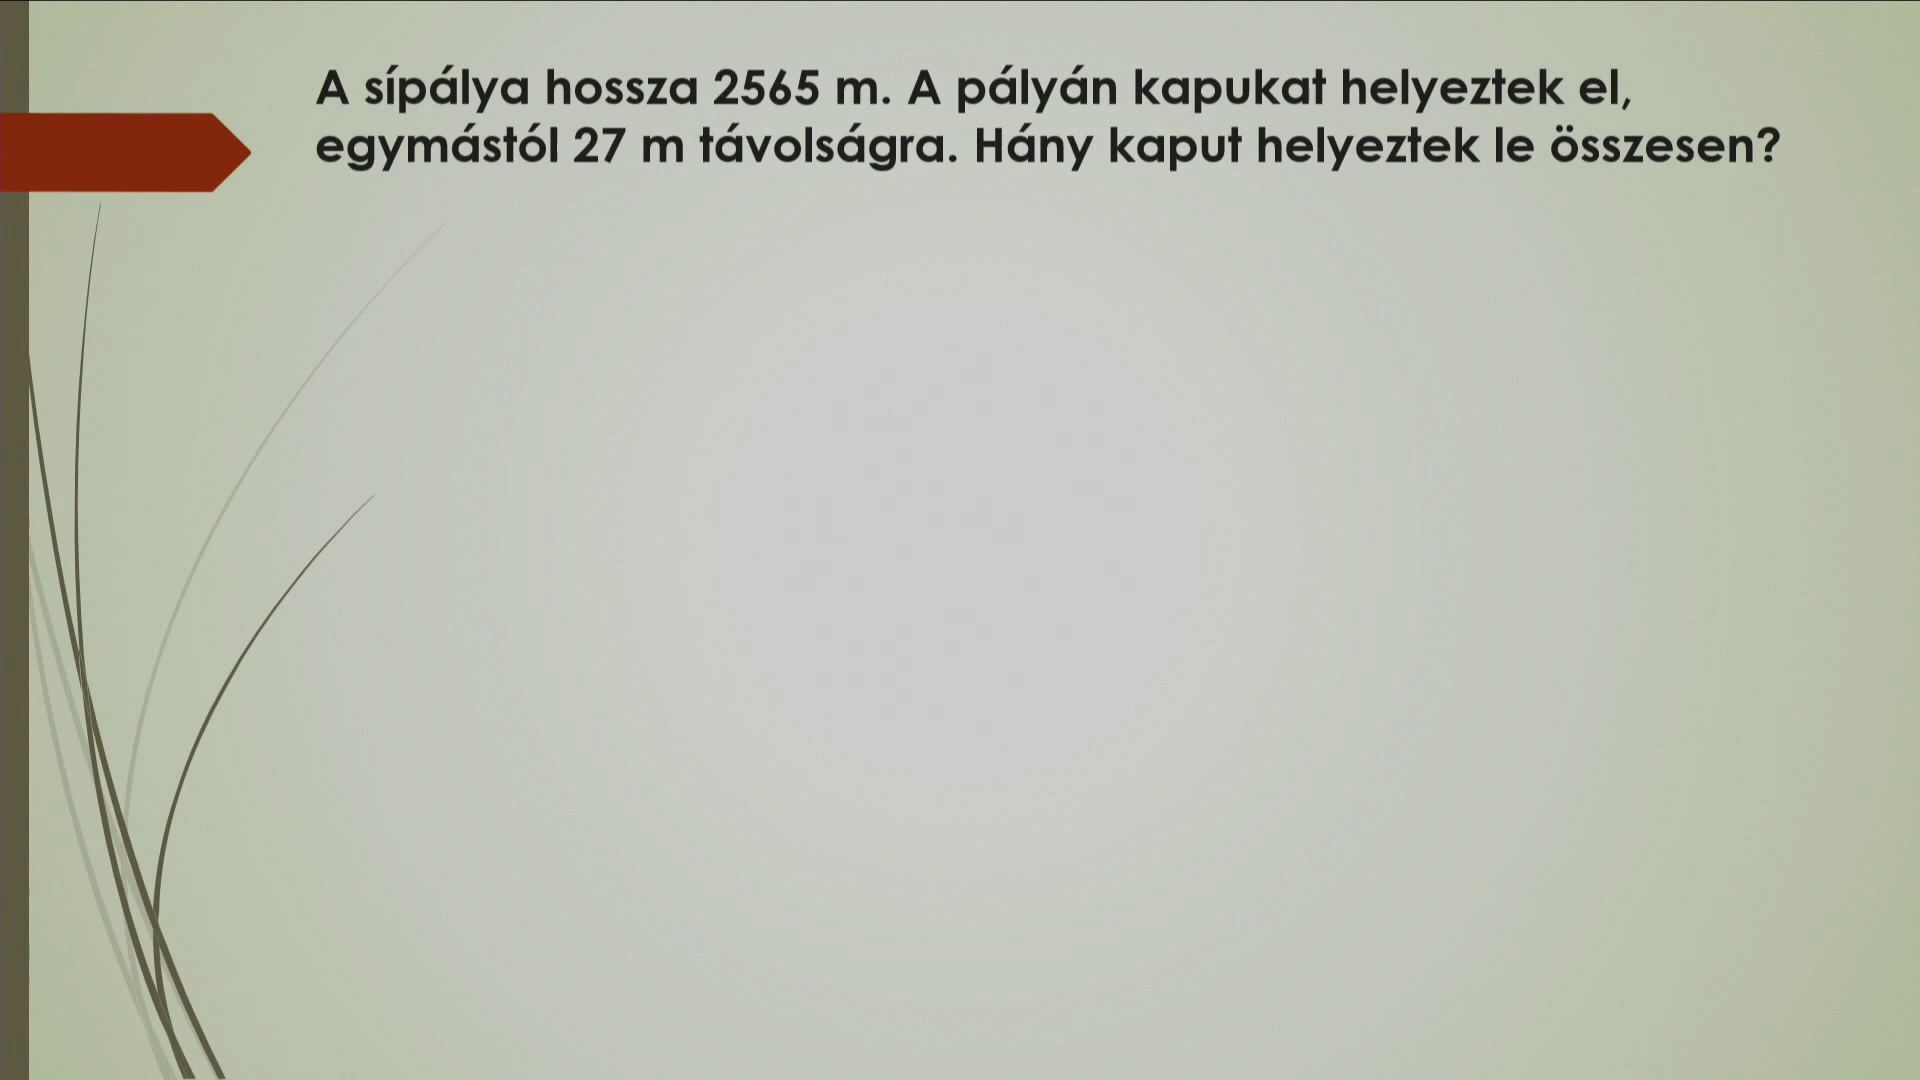 A sípálya hossza 2565 m. A pályán kapukat helyeztek el,
egymástól 27 m távolságra. Hány kaput helyeztek le összesen?